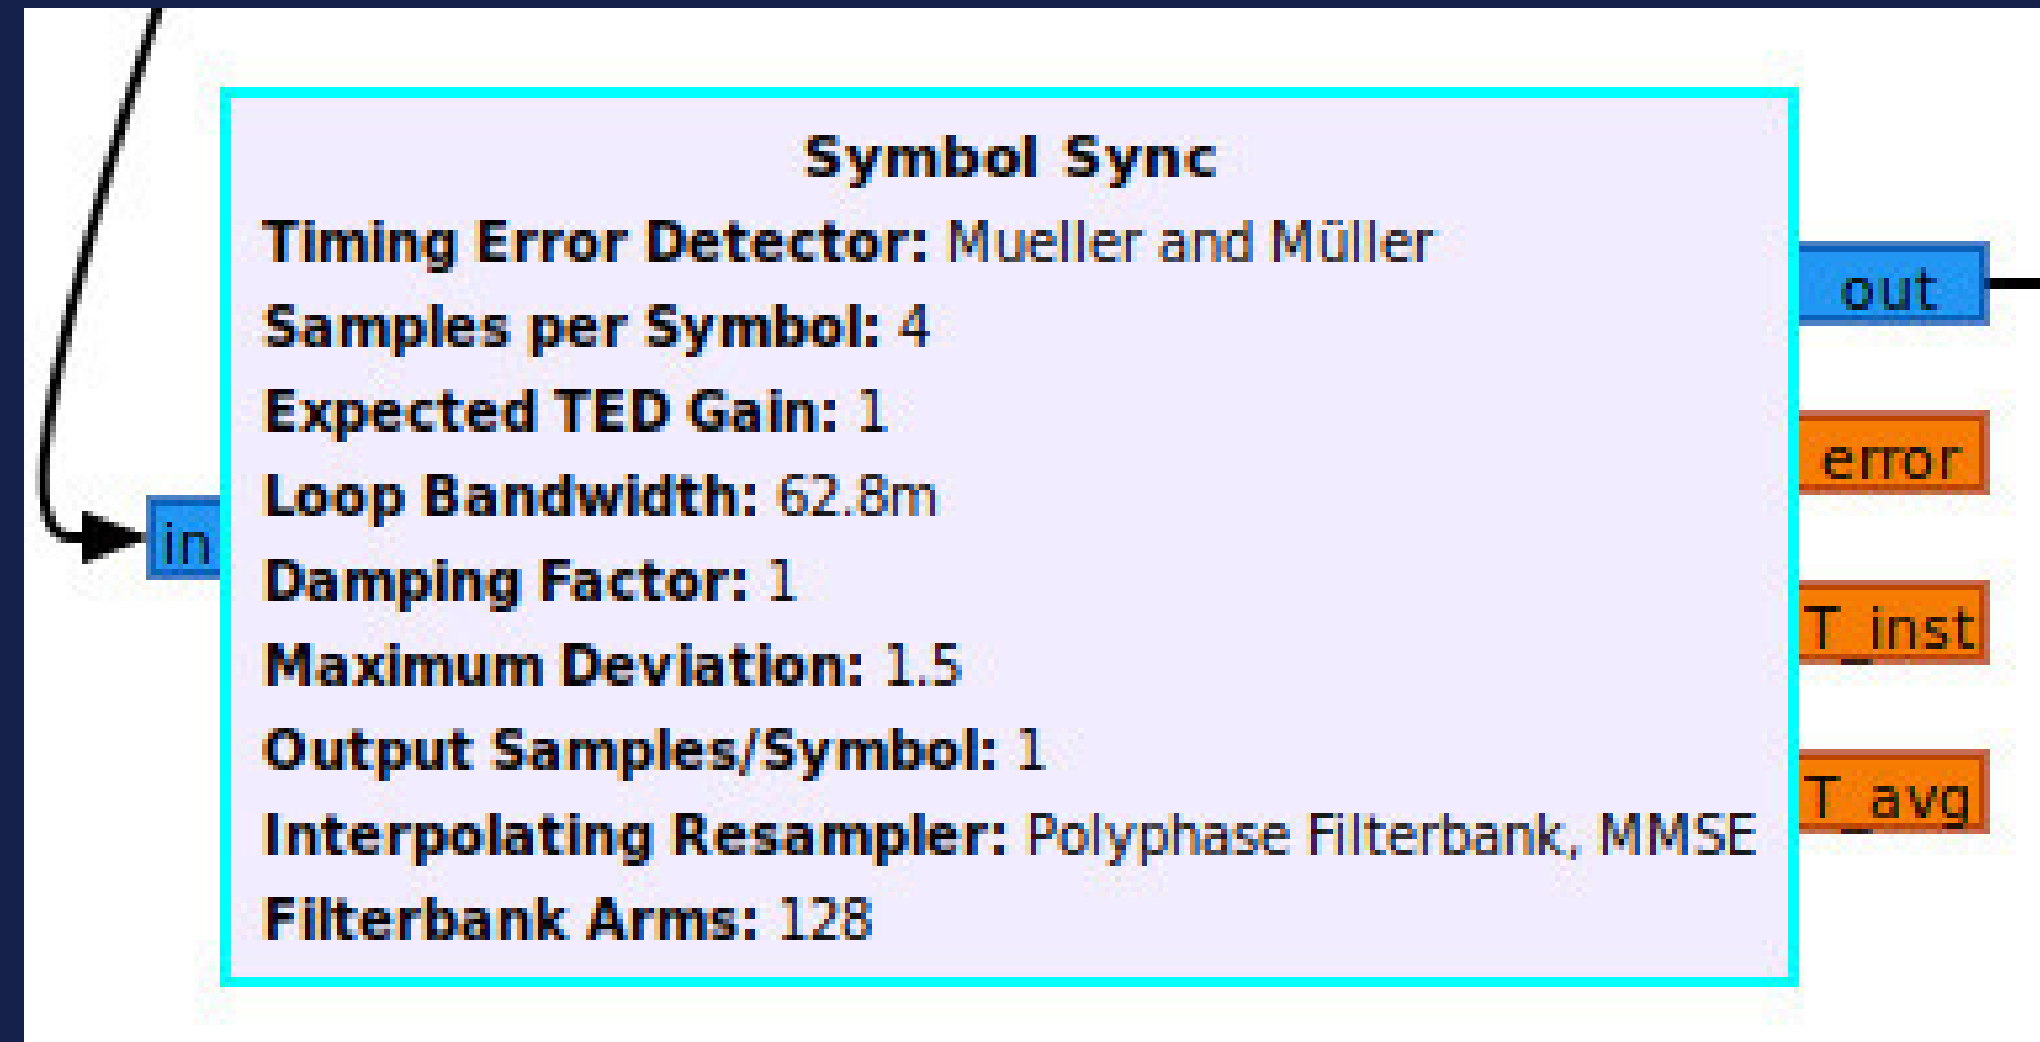 Symbol Sync
Timing Error Detector: Mueller and Müller
Samples per Symbol: 4
Expected TED Gain: 1
Loop Bandwidth: 62.8m
Damping Factor: 1
Maximum Deviation: 1.5
Output Samples/Symbol: 1
Interpolating Resampler: Polyphase Filterbank, MMSE
Filterbank Arms: 128
in
out
error
T_inst
T_avg